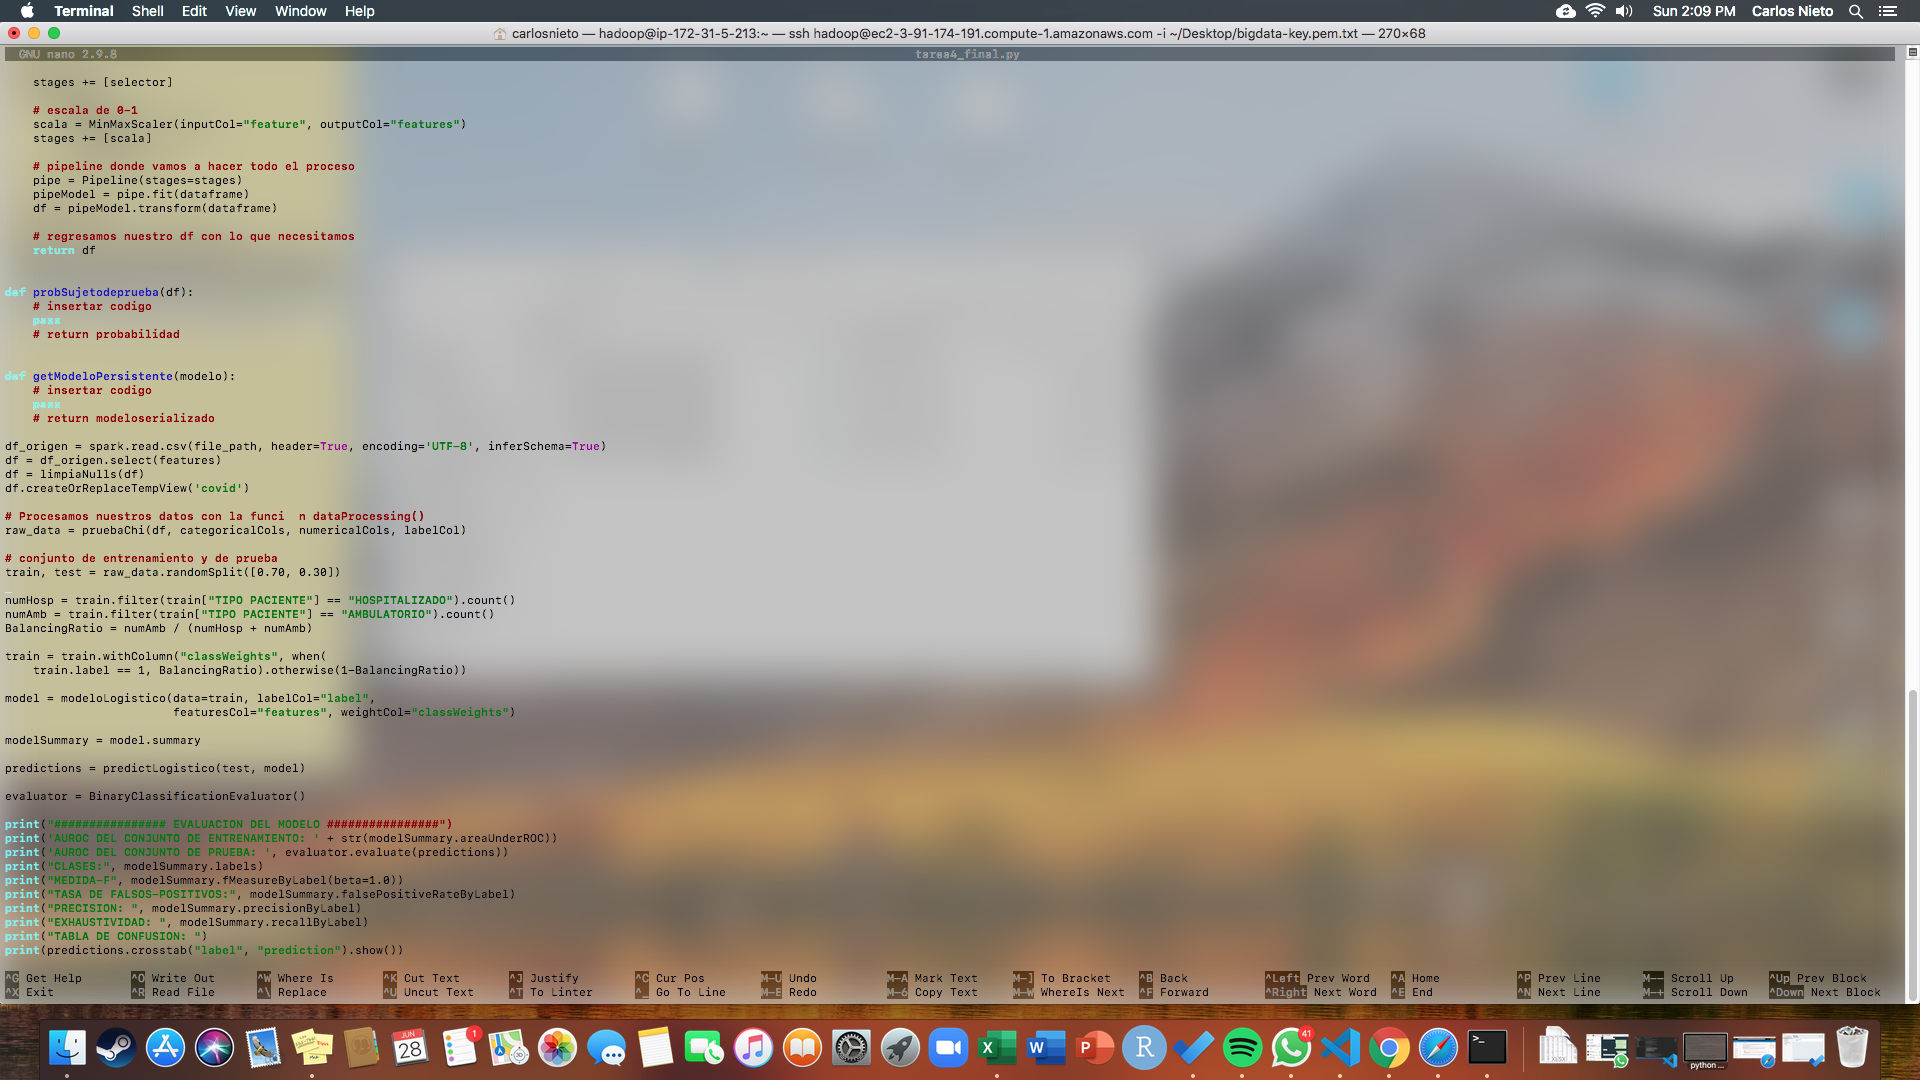 Terminal Shell Edit View Window Help Sun 2:09 PM Carlos Nieto
carlosnieto — hadoop@ip-172-31-5-213:~ — ssh hadoop@ec2-3-91-174-191.compute-1.amazonaws.com -i ~/Desktop/bigdata-key.pem.txt — 270×68
GNU nano 2.9.8 tarea4_final.py
stages += [selector]
# escala de 0-1
scala = MinMaxScaler(inputCol="feature", outputCol="features")
stages += [scala]
# pipeline donde vamos a hacer todo el proceso
pipe = Pipeline(stages=stages)
pipeModel = pipe.fit(dataframe)
df = pipeModel.transform(dataframe)
# regresamos nuestro df con lo que necesitamos
return df
def probSujetodeprueba(df):
# insertar codigo
pass
# return probabilidad
def getModeloPersistente(modelo):
# insertar codigo
pass
# return modeloserializado
df_origen = spark.read.csv(file_path, header=True, encoding='UTF-8', inferSchema=True)
df = df_origen.select(features)
df = limpiaNulls(df)
df.createOrReplaceTempView('covid')
# Procesamos nuestros datos con la funci  n dataProcessing()
raw_data = pruebaChi(df, categoricalCols, numericalCols, labelCol)
# conjunto de entrenamiento y de prueba
train, test = raw_data.randomSplit([0.70, 0.30])
numHosp = train.filter(train["TIPO PACIENTE"] == "HOSPITALIZADO").count()
numAmb = train.filter(train["TIPO PACIENTE"] == "AMBULATORIO").count()
BalancingRatio = numAmb / (numHosp + numAmb)
train = train.withColumn("classWeights", when(
train.label == 1, BalancingRatio).otherwise(1-BalancingRatio))
model = modeloLogistico(data=train, labelCol="label",
featuresCol="features", weightCol="classWeights")
modelSummary = model.summary
predictions = predictLogistico(test, model)
evaluator = BinaryClassificationEvaluator()
print("################ EVALUACION DEL MODELO ################")
print('AUROC DEL CONJUNTO DE ENTRENAMIENTO: ' + str(modelSummary.areaUnderROC))
print('AUROC DEL CONJUNTO DE PRUEBA: ', evaluator.evaluate(predictions))
print("CLASES:", modelSummary.labels)
print("MEDIDA-F", modelSummary.fMeasureByLabel(beta=1.0))
print("TASA DE FALSOS-POSITIVOS:", modelSummary.falsePositiveRateByLabel)
print("PRECISION: ", modelSummary.precisionByLabel)
print("EXHAUSTIVIDAD: ", modelSummary.recallByLabel)
print("TABLA DE CONFUSION: ")
print(predictions.crosstab("label", "prediction").show())
^G Get Help ^O Write Out ^W Where Is ^K Cut Text ^J Justify ^C Cur Pos M-U Undo M-A Mark Text M-] To Bracket ^B Back ^Left Prev Word ^A Home ^P Prev Line M-- Scroll Up ^Up Prev Block
^X Exit ^R Read File ^\ Replace ^U Uncut Text ^T To Linter ^_ Go To Line M-E Redo M-6 Copy Text M-W WhereIs Next ^F Forward ^Right Next Word ^E End ^N Next Line M-+ Scroll Down ^Down Next Block
JUN
28
1
41
python ...